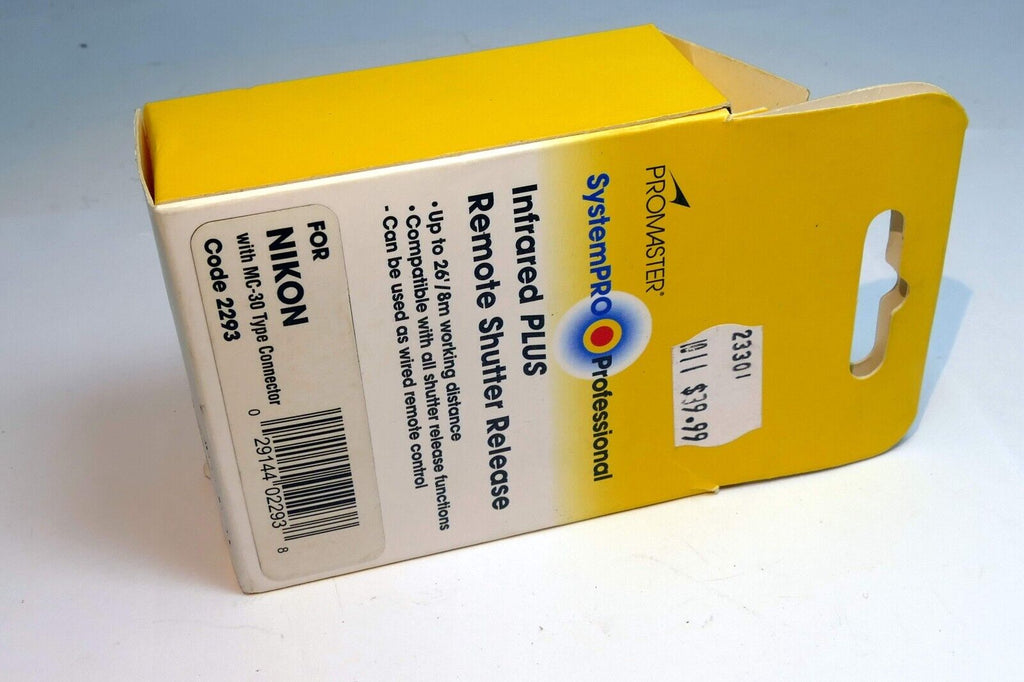 PROMASTER®
SystemPRO Professional
23301
$39.99
Infrared PLUS
Remote Shutter Release
• Up to 26'/8m working distance
• Compatible with all shutter release functions
- Can be used as wired remote control
FOR
NIKON
with MC-30 Type Connector
Code 2293
0 29144 02293 8